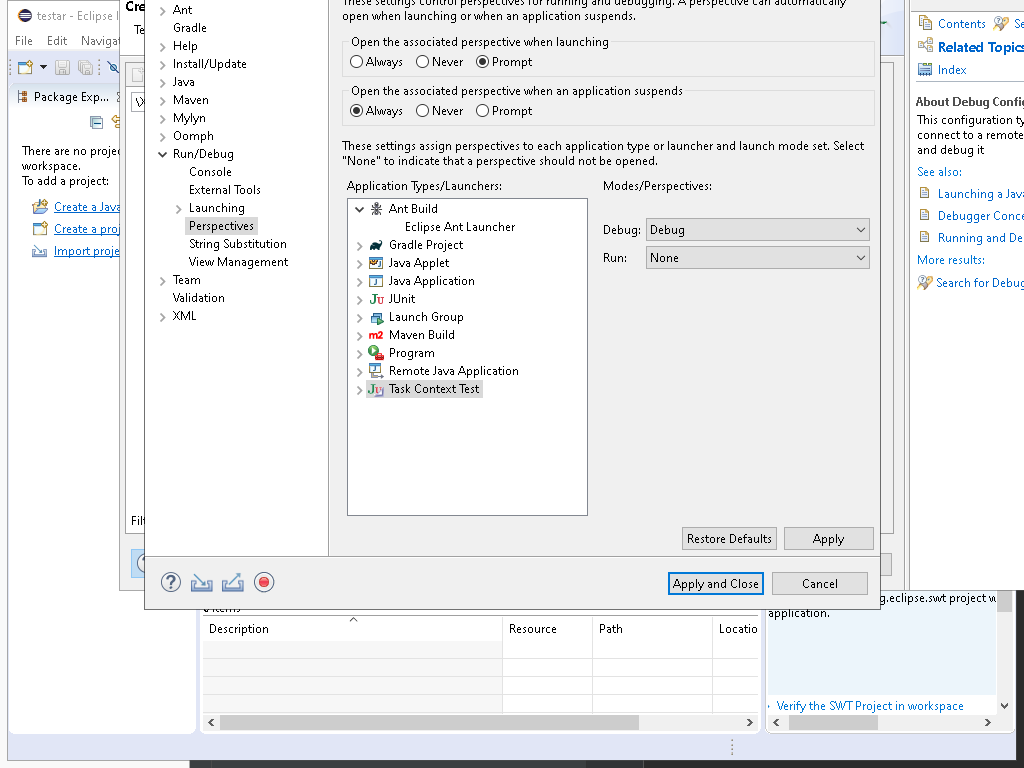 testar - Eclipse I
File Edit Navigat
Package Exp...
There are no proje
workspace.
To add a project:
Create a Java
Create a proj
Import proje
Cre
Te
Filt
Ant
Gradle
Help
Install/Update
Java
Maven
Mylyn
Oomph
Run/Debug
Console
External Tools
Launching
Perspectives
String Substitution
View Management
Team
Validation
XML
These settings control perspectives for running and debugging. A perspective can automatically
open when launching or when an application suspends.
Open the associated perspective when launching
Always Never Prompt
Open the associated perspective when an application suspends
Always Never Prompt
These settings assign perspectives to each application type or launcher and launch mode set. Select
"None" to indicate that a perspective should not be opened.
Application Types/Launchers:
Modes/Perspectives:
Ant Build
Eclipse Ant Launcher
Gradle Project
Java Applet
Java Application
JUnit
Launch Group
Maven Build
Program
Remote Java Application
Task Context Test
Debug: Debug
Run: None
Restore Defaults Apply
Apply and Close Cancel
Contents Se
Related Topics
Index
About Debug Config
This configuration ty
connect to a remote
and debug it
See also:
Launching a Java
Debugger Conce
Running and De
More results:
Search for Debug
0 items
Description Resource Path Locatio
g.eclipse.swt project w
application.
Verify the SWT Project in workspace